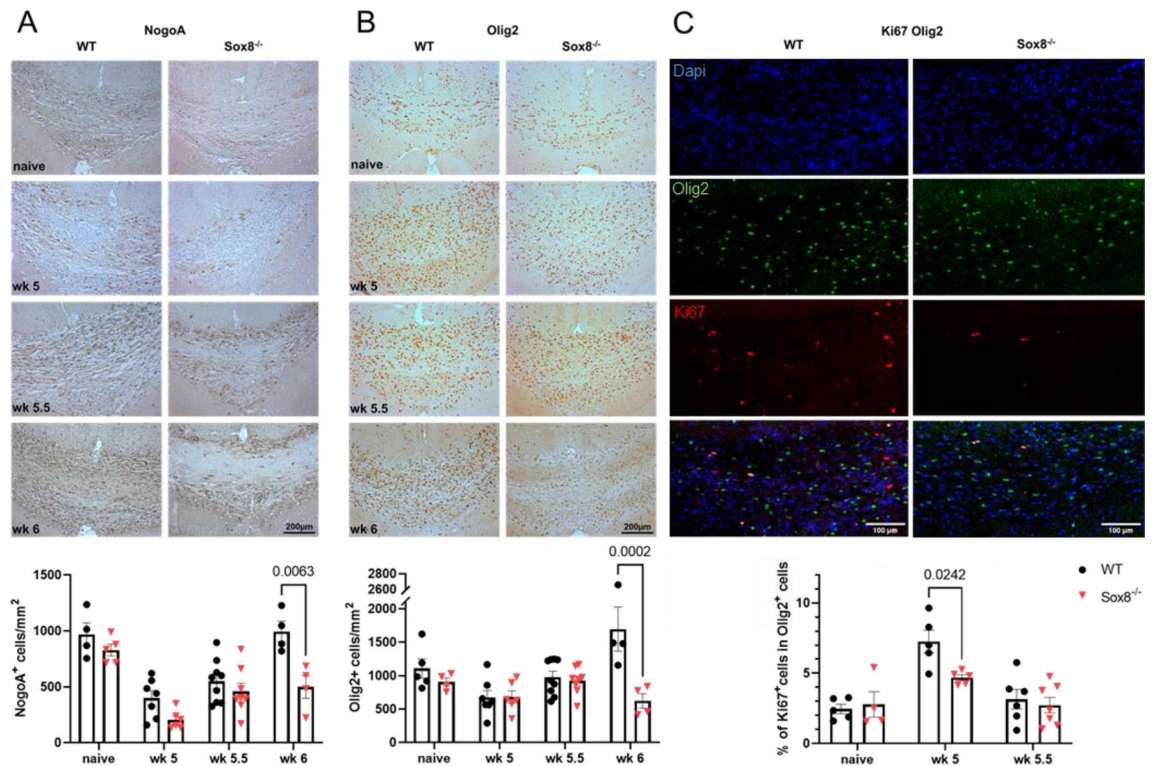 A
NogoA
WT Sox8-/-
naive
wk 5
wk 5.5
wk 6
200µm
NogoA+ cells/mm2
1500
1000
500
0
0.0063
naive wk 5 wk 5.5 wk 6
B
Olig2
WT Sox8-/-
naive
wk 5
wk 5.5
wk 6
200µm
Olig2+ cells/mm2
2800
2600
2000
1500
1000
500
0
0.0002
naive wk 5 wk 5.5 wk 6
C
Ki67 Olig2
WT Sox8-/-
Dapi
Olig2
Ki67
100 µm 100 µm
% of Ki67+cells in Olig2+ cells
10
5
0
0.0242
naive wk 5 wk 5.5
WT
Sox8-/-